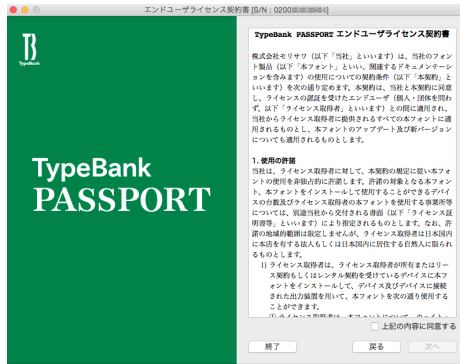 エンドユーザライセンス契約書 [S/N : 0200
TypeBank
TypeBank
PASSPORT
TypeBank PASSPORT エンドユーザライセンス契約書
株式会社モリサワ（以下「当社」といいます）は、当社のフォン
ト製品（以下「本フォント」といい、関連するドキュメンテーシ
ョンを含みます）の使用についての契約条件（以下「本契約」と
いいます）を次の通り定めます。本契約は、当社と本契約に同意
し、ライセンスの認証を受けたエンドユーザ（個人・団体を問わ
ず、以下「ライセンス取得者」といいます）との間に適用され、
当社からライセンス取得者に提供されるすべての本フォントに適
用されるものとし、本フォントのアップデート及び新バージョン
についても適用されるものとします。
1. 使用の許諾
当社は、ライセンス取得者に対して、本契約の規定に従い本フォ
ントの使用を非独占的に許諾します。許諾の対象となる本フォン
ト、本フォントをインストールして使用することができるデバイ
スの台数及びライセンス取得者の本フォントを使用する事業所等
については、別途当社から交付される書面（以下「ライセンス証
明書等」といいます）により指定されるものとします。なお、許
諾の地域的範囲は限定しませんが、ライセンス取得者は日本国内
に本店を有する法人もしくは日本国内に居住する自然人に限られ
るものとします。
1) ライセンス取得者は、ライセンス取得者が所有またはリー
ス契約もしくはレンタル契約を受けているデバイスに本フ
ォントをインストールして、デバイス及びデバイスに接続
された出力装置を用いて、本フォントを次の通り使用する
ことができます。
上記の内容に同意する
終了
戻る
次へ